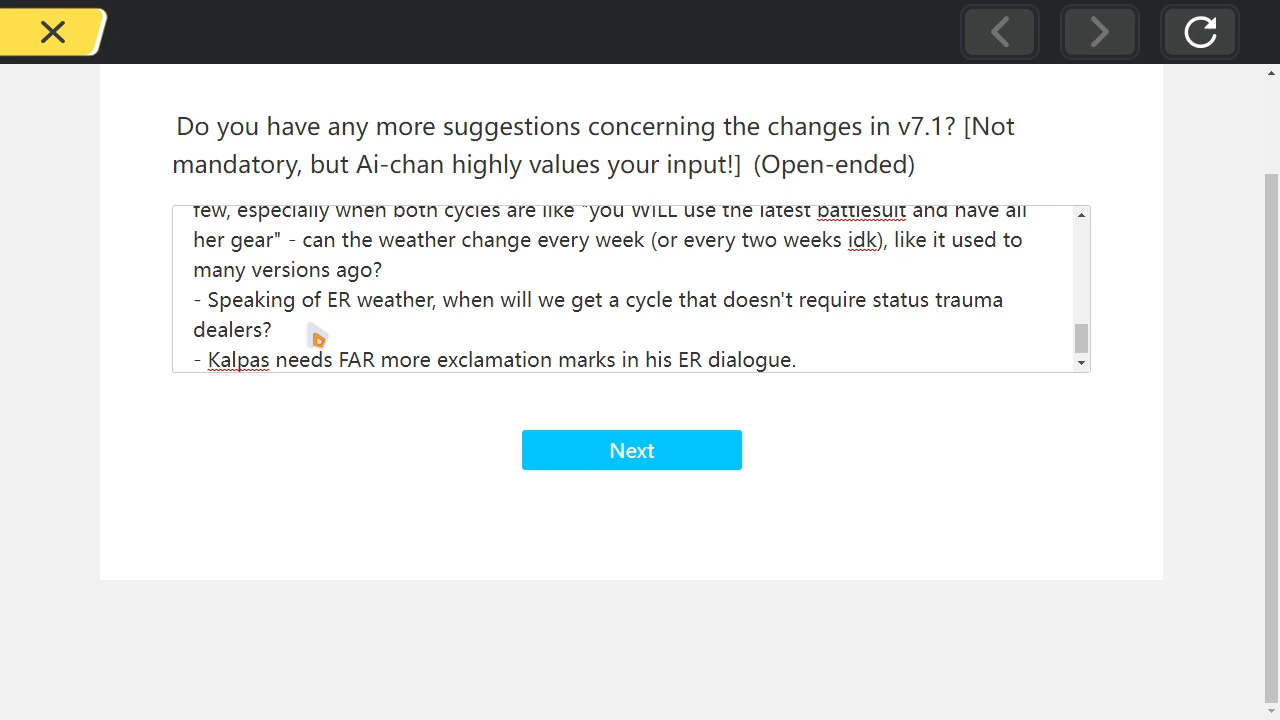 Do you have any more suggestions concerning the changes in v7.1? [Not
mandatory, but Ai-chan highly values your input!] (Open-ended)
few, especially when both cycles are like "you WILL use the latest battlesuit and have all
her gear" - can the weather change every week (or every two weeks idk), like it used to
many versions ago?
- Speaking of ER weather, when will we get a cycle that doesn't require status trauma
dealers?
- Kalpas needs FAR more exclamation marks in his ER dialogue.
Next